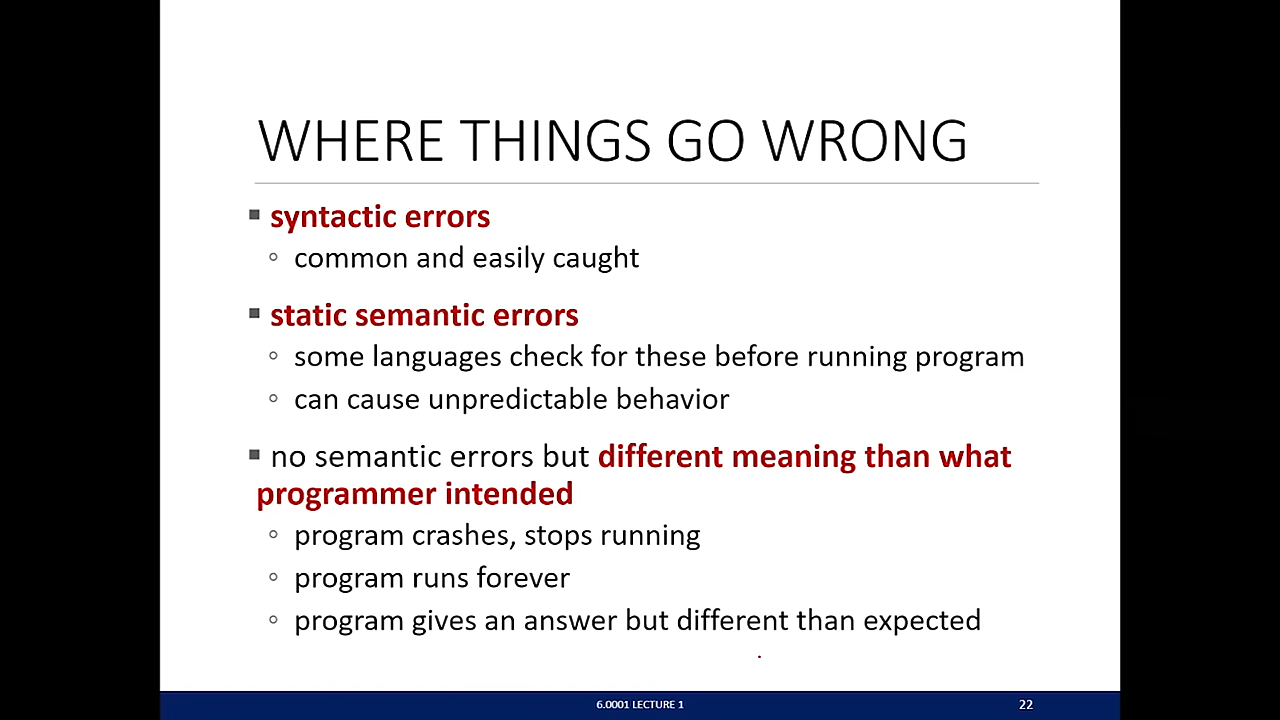 WHERE THINGS GO WRONG
▪ syntactic errors
◦ common and easily caught
▪ static semantic errors
◦ some languages check for these before running program
◦ can cause unpredictable behavior
▪ no semantic errors but different meaning than what
programmer intended
◦ program crashes, stops running
◦ program runs forever
◦ program gives an answer but different than expected
6.0001 LECTURE 1
22